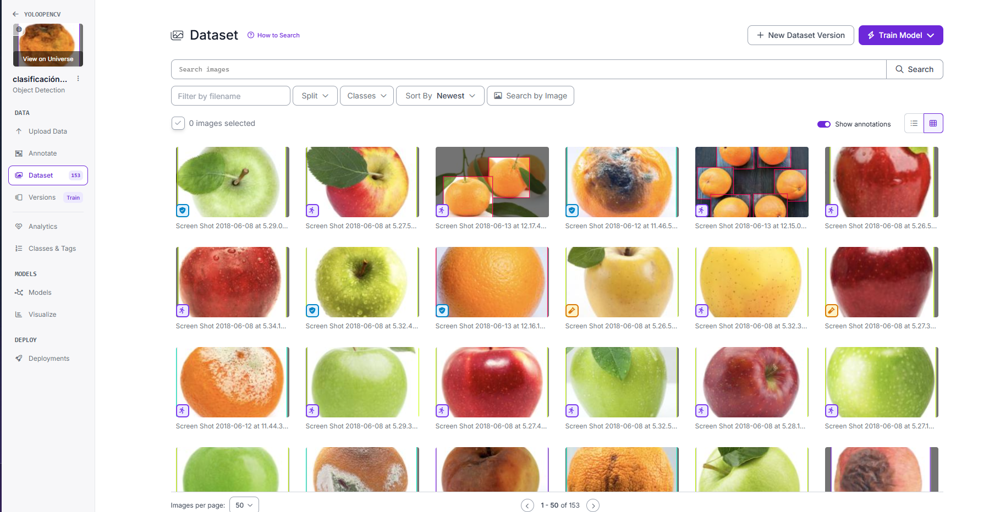 YOLOOPENCV
View on Universe
clasificación...
Object Detection
DATA
Upload Data
Annotate
Dataset 153
Versions Train
Analytics
Classes & Tags
MODELS
Models
Visualize
DEPLOY
Deployments
Dataset How to Search
New Dataset Version Train Model
Search images Search
Filter by filename Split Classes Sort By Newest Search by Image
0 images selected Show annotations
Screen Shot 2018-06-08 at 5.29.0... Screen Shot 2018-06-08 at 5.27.5... Screen Shot 2018-06-13 at 12.17.4... Screen Shot 2018-06-12 at 11.46.5... Screen Shot 2018-06-13 at 12.15.0... Screen Shot 2018-06-08 at 5.26.5...
Screen Shot 2018-06-08 at 5.34.1... Screen Shot 2018-06-08 at 5.32.4... Screen Shot 2018-06-13 at 12.16.1... Screen Shot 2018-06-08 at 5.26.5... Screen Shot 2018-06-08 at 5.32.3... Screen Shot 2018-06-08 at 5.27.3...
Screen Shot 2018-06-12 at 11.44.3... Screen Shot 2018-06-08 at 5.29.3... Screen Shot 2018-06-08 at 5.27.4... Screen Shot 2018-06-08 at 5.32.5... Screen Shot 2018-06-08 at 5.28.1... Screen Shot 2018-06-08 at 5.27.1...
Images per page: 50 1 - 50 of 153